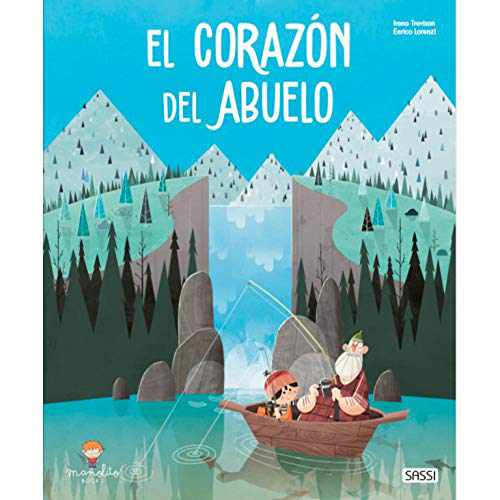 Irena Trevisan
Enrico Lorenzi
EL CORAZÓN
DEL ABUELO
manolito
BOOKS
SASSI